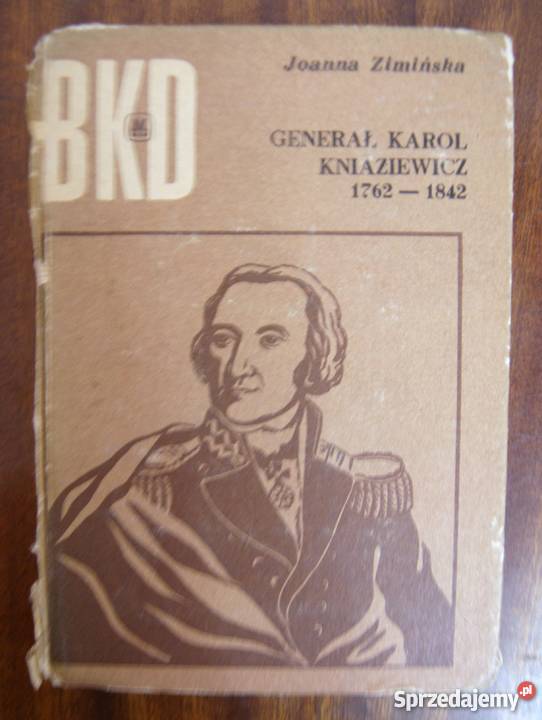 BKD
Joanna Zimińska
GENERAŁ KAROL
KNIAZIEWICZ
1762 — 1842
Sprzedajemy.pl